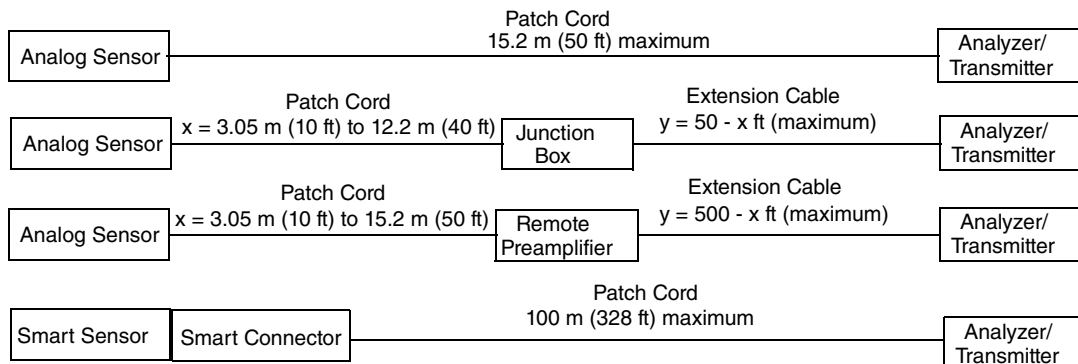 Patch Cord
15.2 m (50 ft) maximum
Analog Sensor
Analyzer/
Transmitter
Patch Cord
x = 3.05 m (10 ft) to 12.2 m (40 ft)
Extension Cable
y = 50 - x ft (maximum)
Analog Sensor
Junction
Box
Analyzer/
Transmitter
Patch Cord
x = 3.05 m (10 ft) to 15.2 m (50 ft)
Extension Cable
y = 500 - x ft (maximum)
Analog Sensor
Remote
Preamplifier
Analyzer/
Transmitter
Patch Cord
100 m (328 ft) maximum
Smart Sensor
Smart Connector
Analyzer/
Transmitter